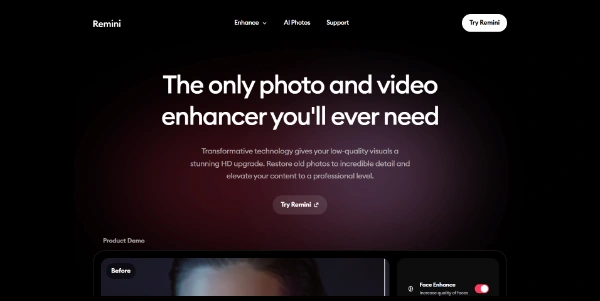 Remini
Enhance
AI Photos
Support
Try Remini
The only photo and video
enhancer you'll ever need
Transformative technology gives your low-quality visuals a
stunning HD upgrade. Restore old photos to incredible detail and
elevate your content to a professional level.
Try Remini
Product Demo
Before
Face Enhance
Increase quality of faces